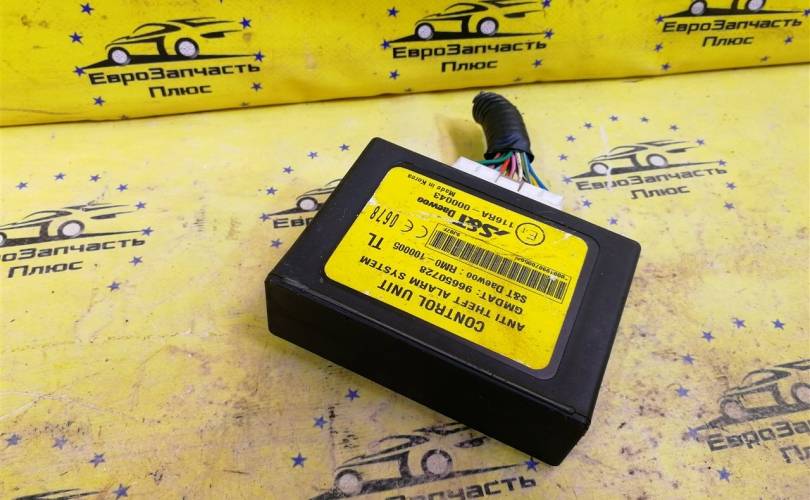 ЕвроЗапчасть
Плюс
ЕвроЗапчасть
Плюс
ЕвроЗапчасть
Плюс
ЕвроЗапчасть
Плюс
ЕвроЗапчасть
Плюс
CONTROL UNIT
ANTI THEFT ALARM SYSTEM
GMDAT: 96650728
S&T Daewoo : RM0-100005 TL
0678
S&T Daewoo
116RA-000043
Made in Korea
ЕвроЗапчасть
Плюс
ЕвроЗапчасть